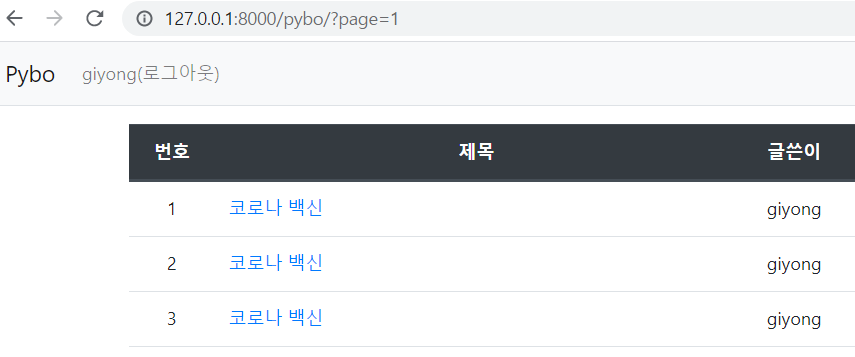 127.0.0.1:8000/pybo/?page=1
Pybo giyong(로그아웃)
번호 제목 글쓴이
1 코로나 백신 giyong
2 코로나 백신 giyong
3 코로나 백신 giyong